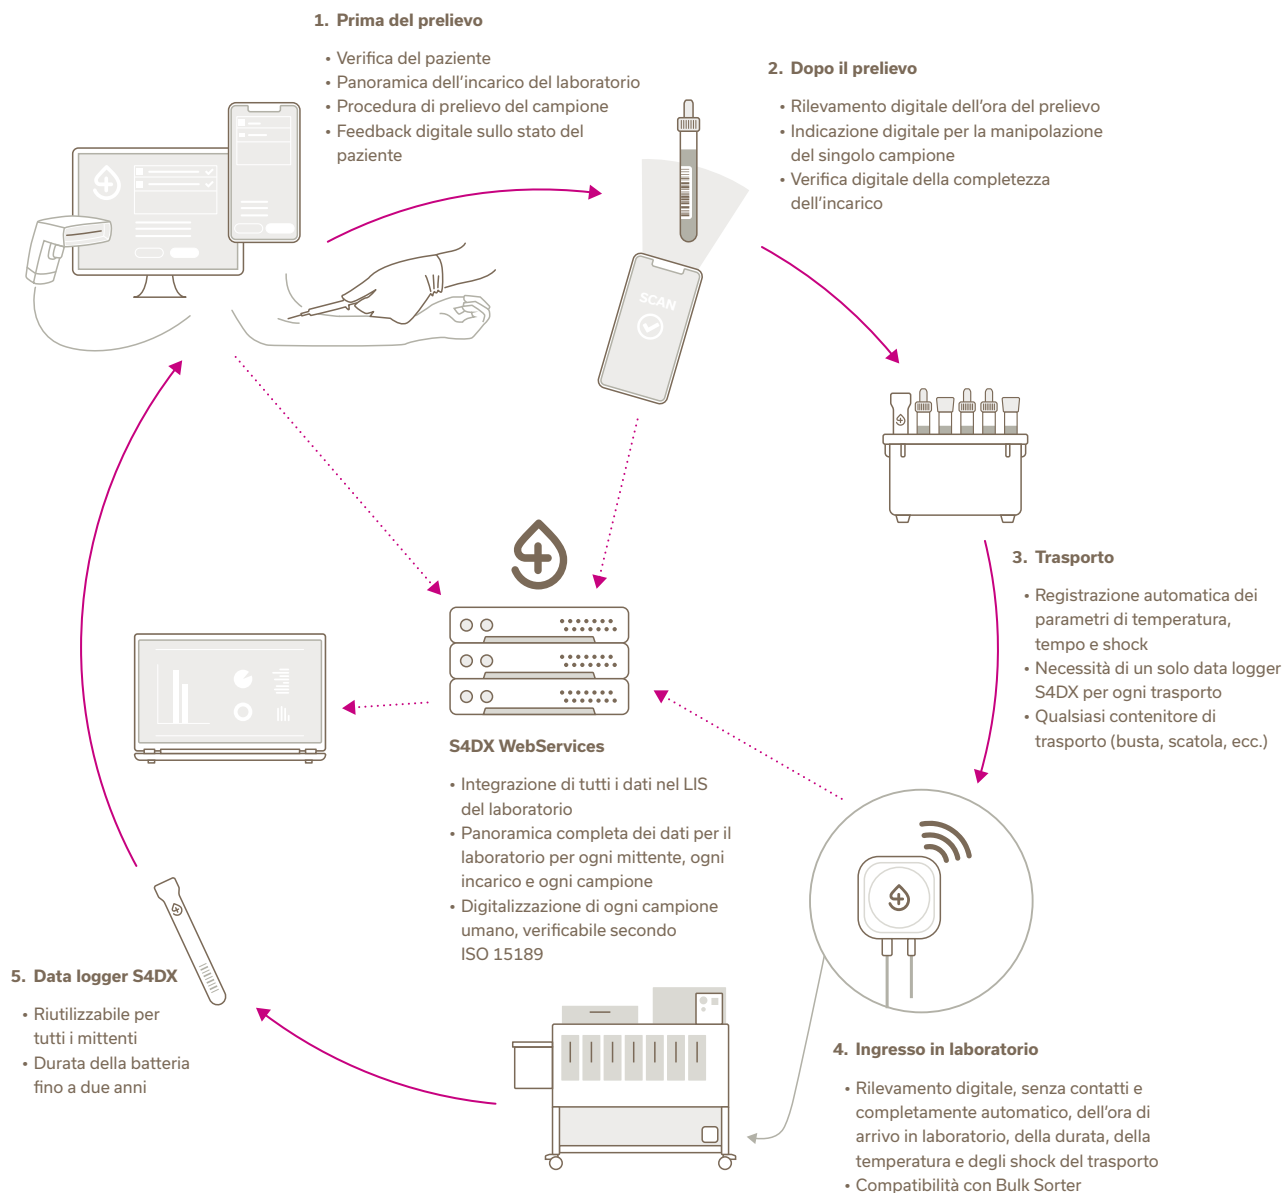 1. Prima del prelievo
• Verifica del paziente
• Panoramica dell'incarico del laboratorio
• Procedura di prelievo del campione
• Feedback digitale sullo stato del
paziente
2. Dopo il prelievo
• Rilevamento digitale dell'ora del prelievo
• Indicazione digitale per la manipolazione
del singolo campione
• Verifica digitale della completezza
dell'incarico
SCAN
3. Trasporto
• Registrazione automatica dei
parametri di temperatura,
tempo e shock
• Necessità di un solo data logger
S4DX per ogni trasporto
• Qualsiasi contenitore di
trasporto (busta, scatola, ecc.)
S4DX WebServices
• Integrazione di tutti i dati nel LIS
del laboratorio
• Panoramica completa dei dati per il
laboratorio per ogni mittente, ogni
incarico e ogni campione
• Digitalizzazione di ogni campione
umano, verificabile secondo
ISO 15189
4. Ingresso in laboratorio
• Rilevamento digitale, senza contatti e
completamente automatico, dell'ora di
arrivo in laboratorio, della durata, della
temperatura e degli shock del trasporto
• Compatibilità con Bulk Sorter
5. Data logger S4DX
• Riutilizzabile per
tutti i mittenti
• Durata della batteria
fino a due anni